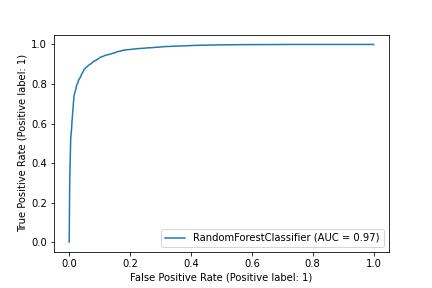 1.0
0.8
0.6
0.4
0.2
0.0
True Positive Rate (Positive label: 1)
RandomForestClassifier (AUC = 0.97)
0.0 0.2 0.4 0.6 0.8 1.0
False Positive Rate (Positive label: 1)